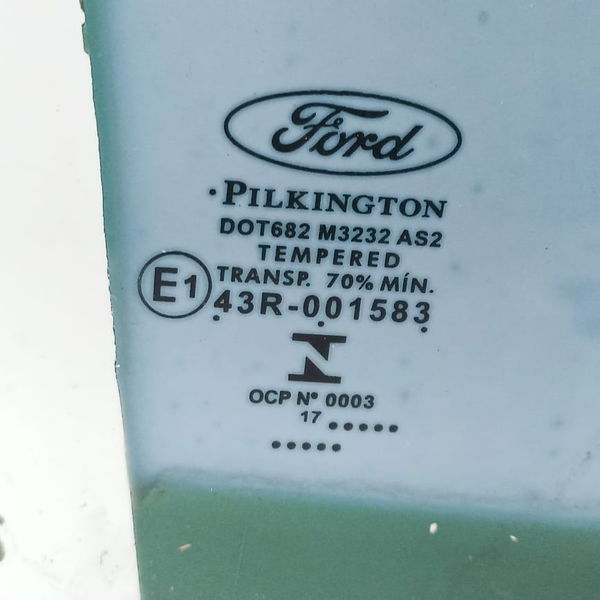 Ford
PILKINGTON
DOT682 M3232 AS2
TEMPERED
TRANSP. 70% MÍN.
E1
43R-001583
OCP Nº 0003
17